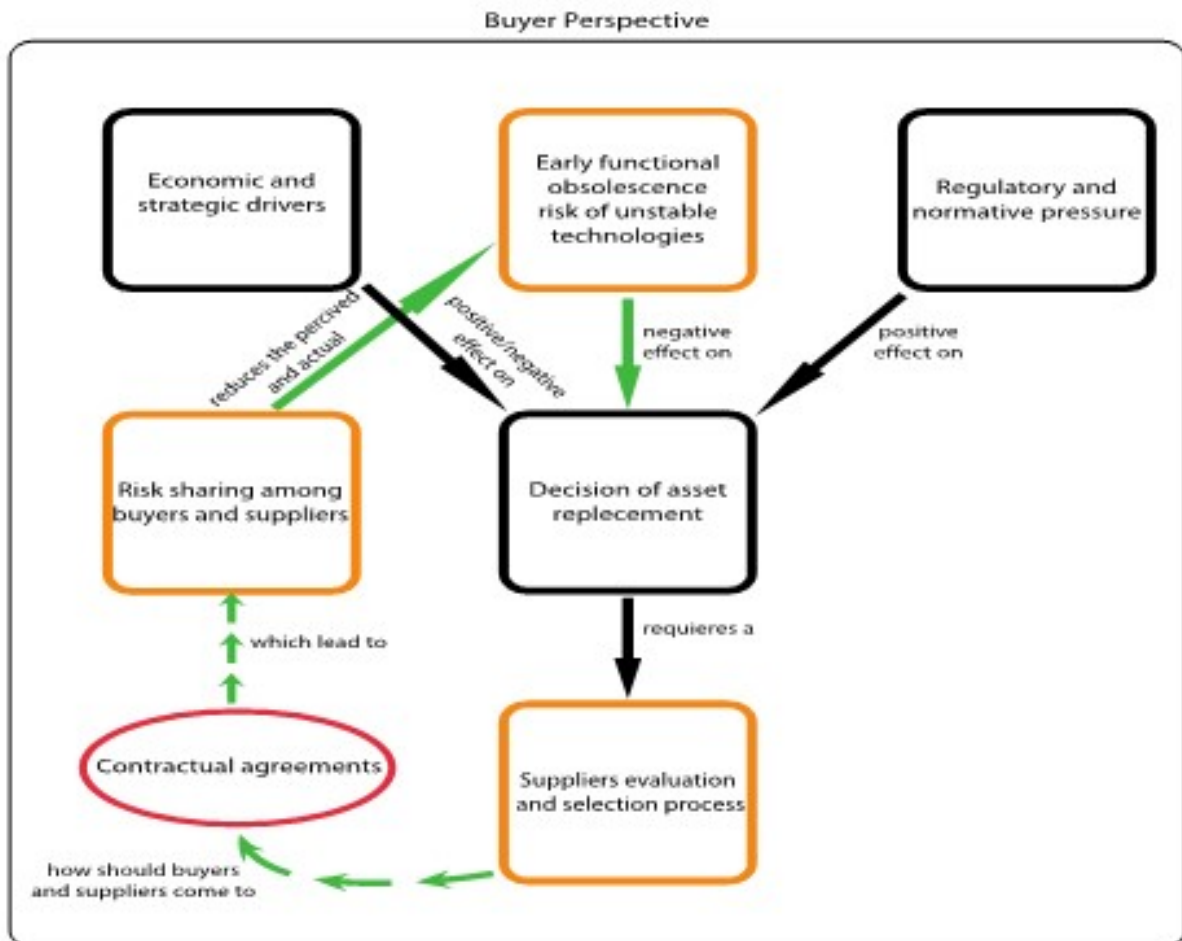 Buyer Perspective
Economic and
strategic drivers
Early functional
obsolescence
risk of unstable
technologies
Regulatory and
normative pressure
reduces the percived
and actual
positive/negative
effect on
negative
effect on
positive
effect on
Risk sharing among
buyers and suppliers
Decision of asset
replecement
which lead to
requieres a
Contractual agreements
Suppliers evaluation
and selection process
how should buyers
and suppliers come to